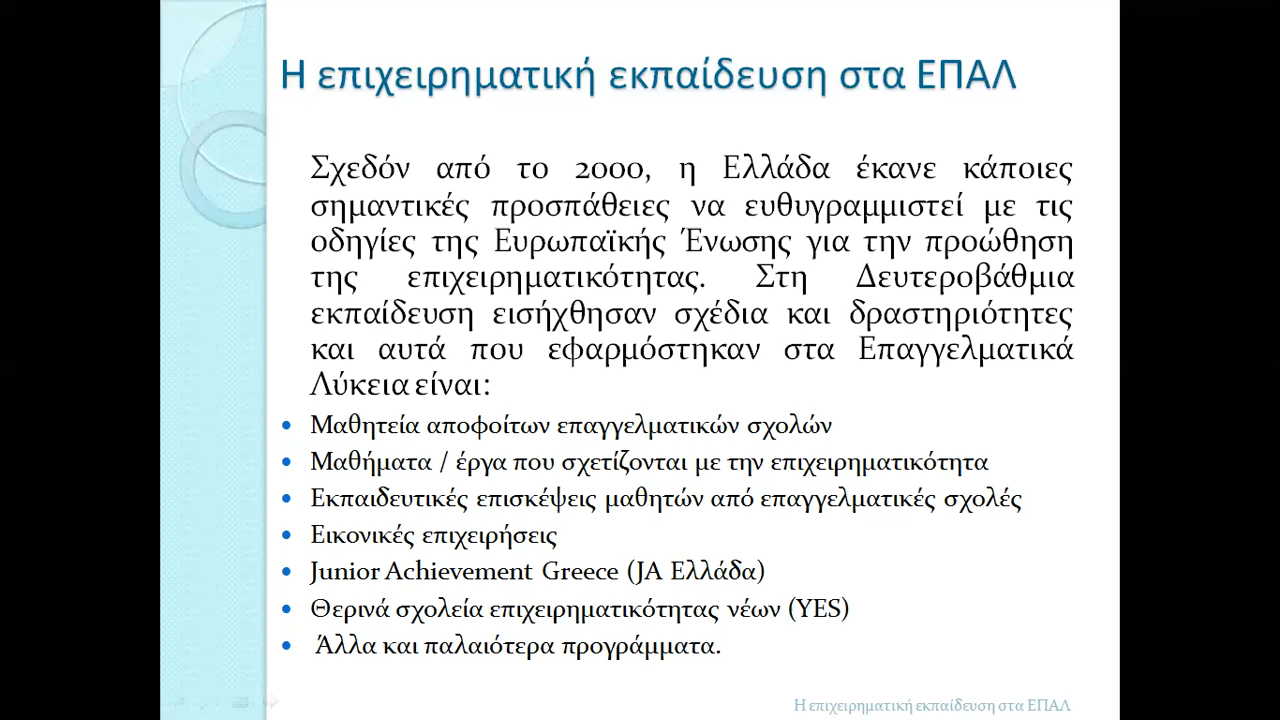 Η επιχειρηματική εκπαίδευση στα ΕΠΑΛ
Σχεδόν από το 2000, η Ελλάδα έκανε κάποιες
σημαντικές προσπάθειες να ευθυγραμμιστεί με τις
οδηγίες της Ευρωπαϊκής Ένωσης για την προώθηση
της επιχειρηματικότητας. Στη Δευτεροβάθμια
εκπαίδευση εισήχθησαν σχέδια και δραστηριότητες
και αυτά που εφαρμόστηκαν στα Επαγγελματικά
Λύκεια είναι:
• Μαθητεία αποφοίτων επαγγελματικών σχολών
• Μαθήματα / έργα που σχετίζονται με την επιχειρηματικότητα
• Εκπαιδευτικές επισκέψεις μαθητών από επαγγελματικές σχολές
• Εικονικές επιχειρήσεις
• Junior Achievement Greece (JA Ελλάδα)
• Θερινά σχολεία επιχειρηματικότητας νέων (YES)
• Άλλα και παλαιότερα προγράμματα.
Η επιχειρηματική εκπαίδευση στα ΕΠΑΛ